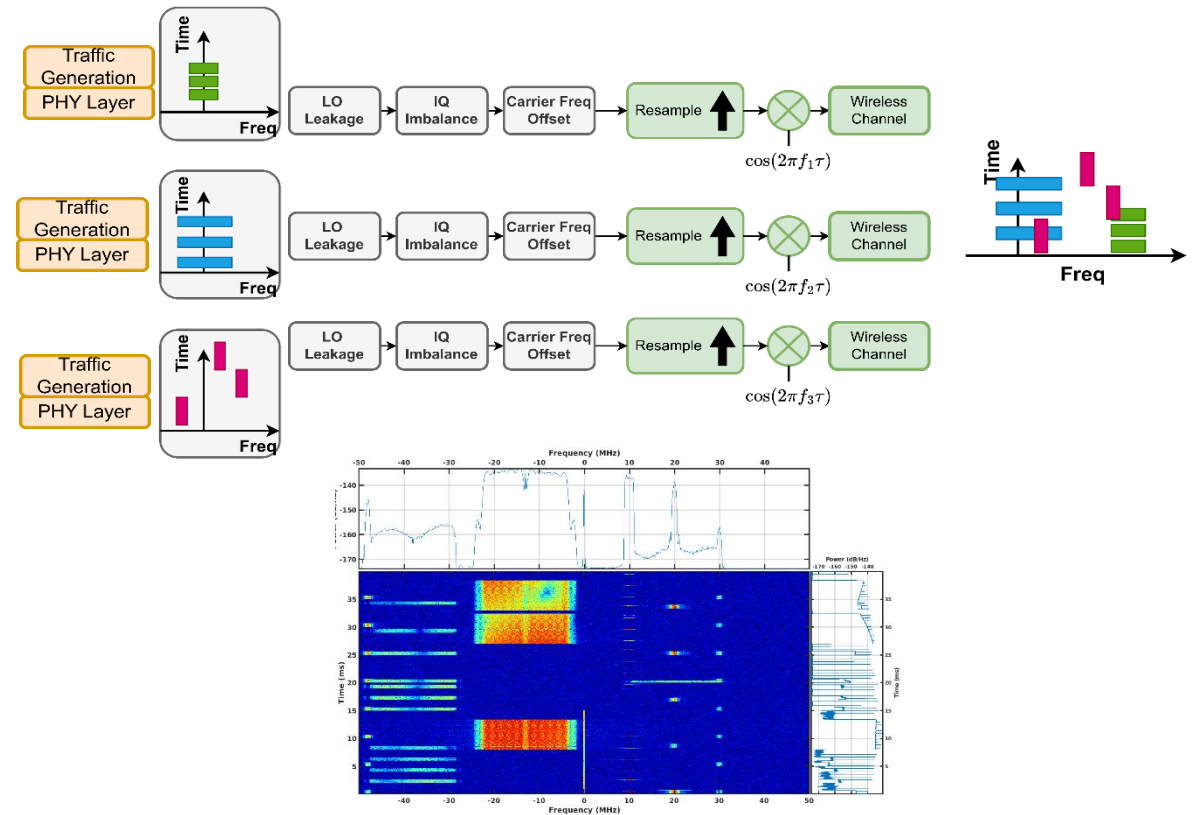 Traffic
Generation
PHY Layer
Time
Freq
LO
Leakage
IQ
Imbalance
Carrier Freq
Offset
Resample
cos(2πf₁τ)
Wireless
Channel
Traffic
Generation
PHY Layer
Time
Freq
LO
Leakage
IQ
Imbalance
Carrier Freq
Offset
Resample
cos(2πf₂τ)
Wireless
Channel
Time
Freq
Traffic
Generation
PHY Layer
Time
Freq
LO
Leakage
IQ
Imbalance
Carrier Freq
Offset
Resample
cos(2πf₃τ)
Wireless
Channel
Frequency (MHz)
-50 -40 -30 -20 -10 0 10 20 30 40
-140
-150
-160
-170
Power (dB/Hz)
-170 -160 -150 -140
35
30
25
20
15
10
5
Time (ms)
35
30
25
20
15
10
5
Time (ms)
-40 -30 -20 -10 0 10 20 30 40 50
Frequency (MHz)